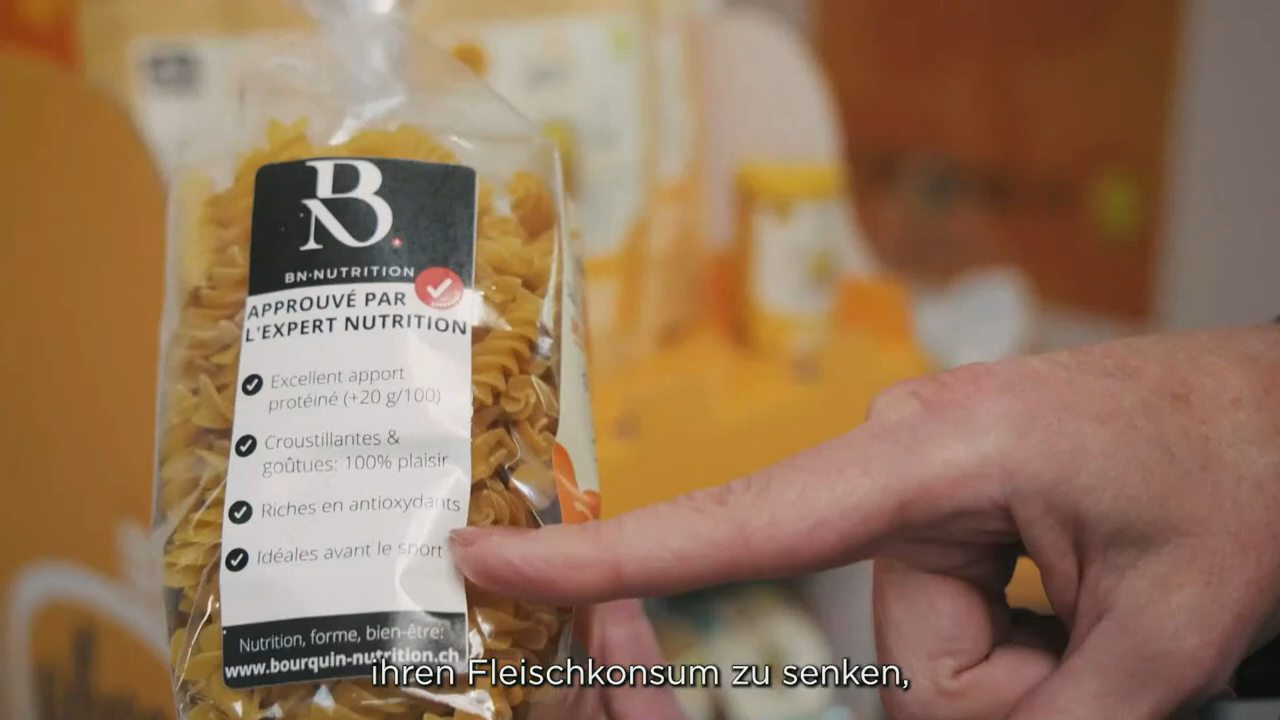 BN
BN·NUTRITION
APPROUVÉ PAR
L'EXPERT NUTRITION
Excellent apport
protéiné (+20 g/100)
Croustillantes &
goûtues: 100% plaisir
Riches en antioxydants
Idéales avant le sport
Nutrition, forme, bien-être:
www.bourquin-nutrition.ch
ihren Fleischkonsum zu senken,